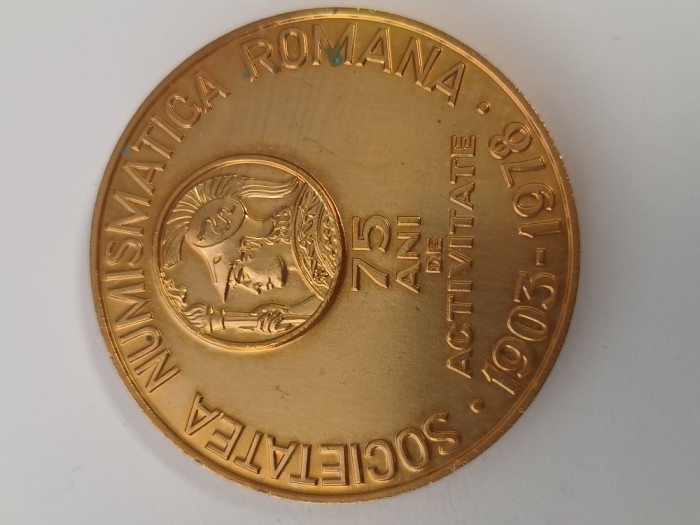 SOCIETATEA NUMISMATICA ROMANA · 1903-1978 ·
75
ANI
DE
ACTIVITATE